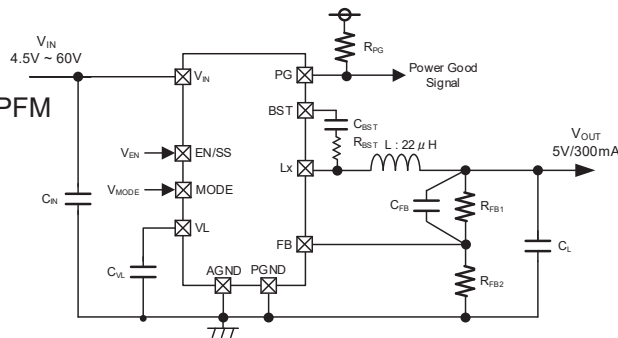 V_IN
4.5V ~ 60V
PFM
V_IN
PG
R_PG
Power Good
Signal
BST
C_BST
R_BST
L : 22 μ H
V_OUT
5V/300mA
V_EN
EN/SS
Lx
V_MODE
MODE
C_IN
C_FB
R_FB1
VL
FB
C_L
C_VL
AGND
PGND
R_FB2